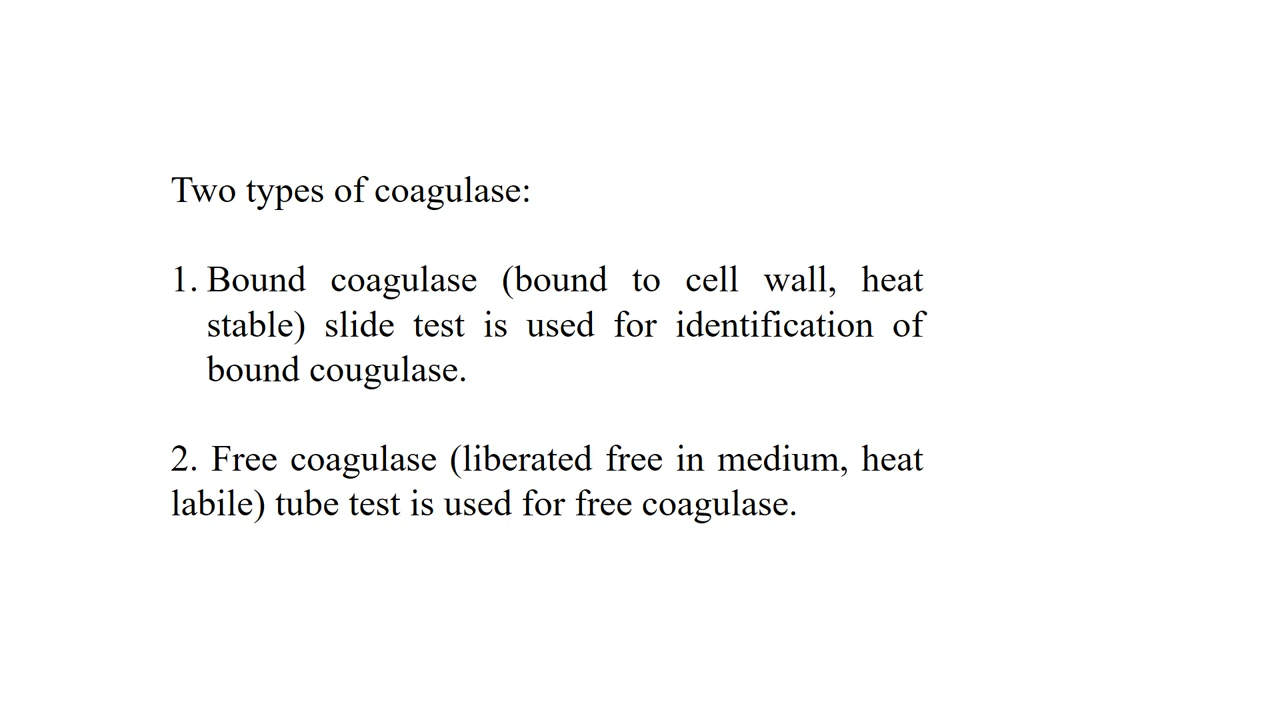 Two types of coagulase:
1. Bound coagulase (bound to cell wall, heat
stable) slide test is used for identification of
bound cougulase.
2. Free coagulase (liberated free in medium, heat
labile) tube test is used for free coagulase.